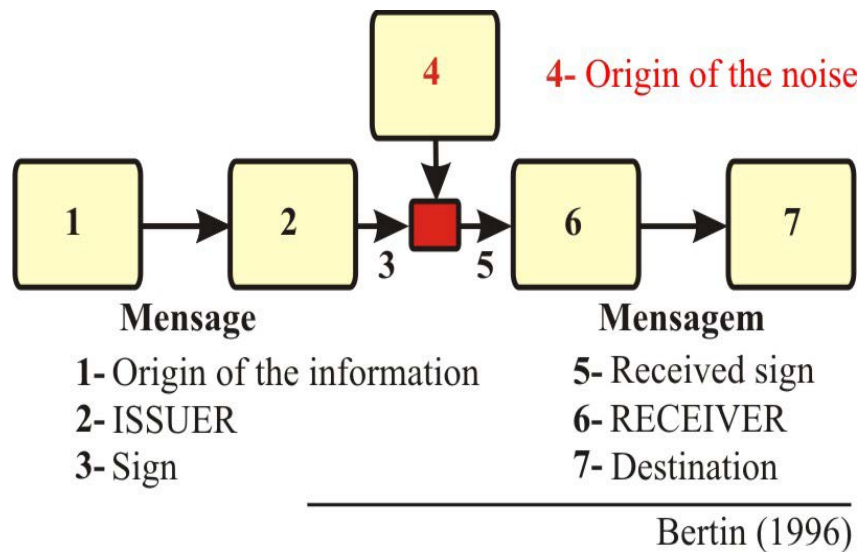 4
4- Origin of the noise
1
2
3
5
6
7
Mensage
1- Origin of the information
2- ISSUER
3- Sign
Mensagem
5- Received sign
6- RECEIVER
7- Destination
Bertin (1996)